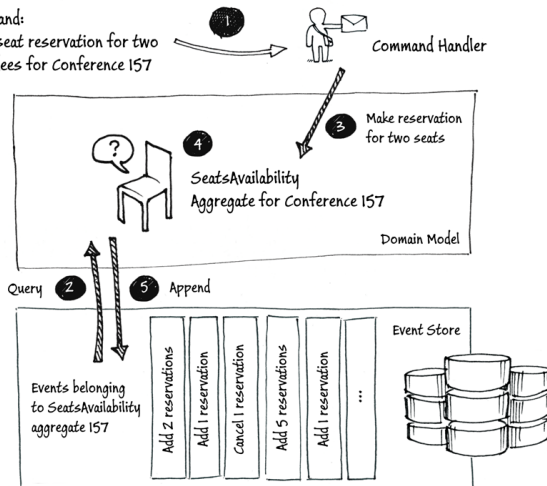 and:
seat reservation for two
ees for Conference 157
1
Command Handler
3
Make reservation
for two seats
?
4
SeatsAvailability
Aggregate for Conference 157
Domain Model
Query
2
5
Append
Event Store
Events belonging
to SeatsAvailability
aggregate 157
Add 2 reservations
Add 1 reservation
Cancel 1 reservation
Add 5 reservations
Add 1 reservation
...